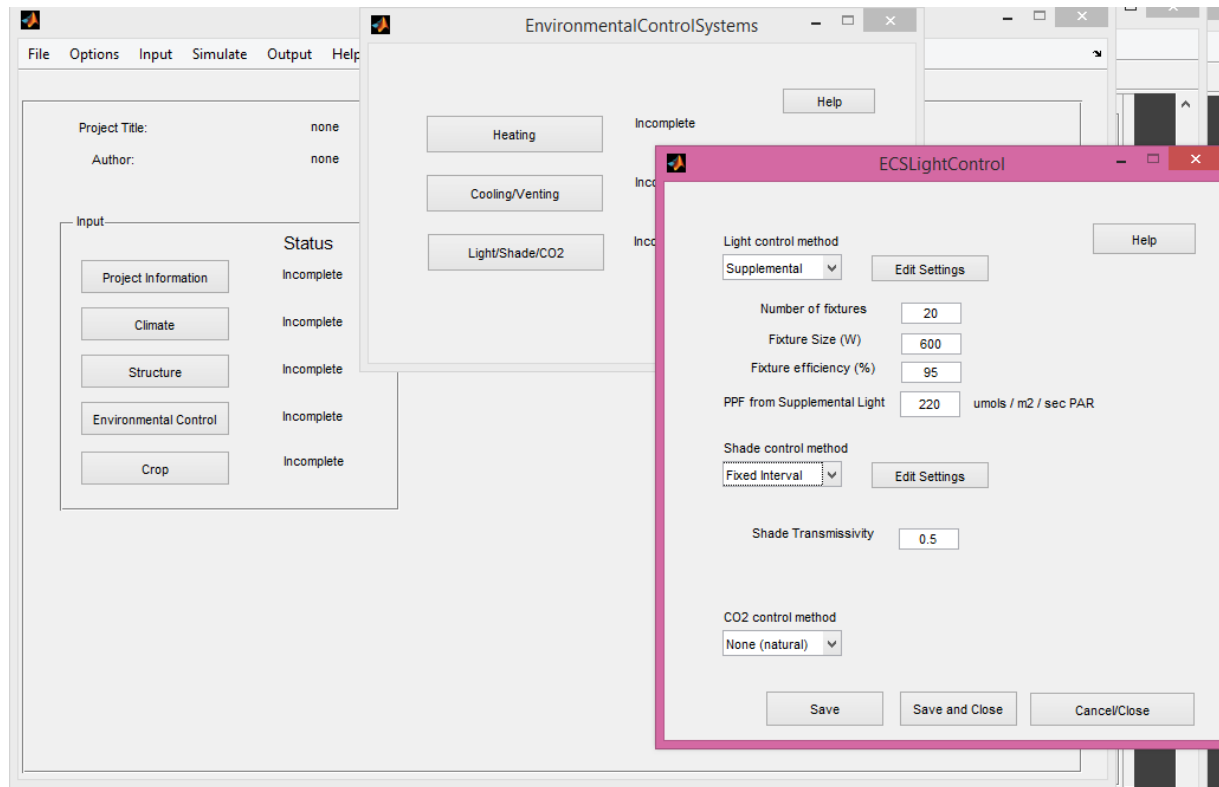 EnvironmentalControlSystems
File Options Input Simulate Output Help
Help
Project Title: none
Heating Incomplete
Author: none
ECSLightControl
Cooling/Venting
Input
Status
Light/Shade/CO2
Light control method Help
Supplemental Edit Settings
Project Information Incomplete
Number of fixtures 20
Climate Incomplete
Fixture Size (W) 600
Structure Incomplete
Fixture efficiency (%) 95
PPF from Supplemental Light 220 umols / m2 / sec PAR
Environmental Control Incomplete
Shade control method
Crop Incomplete
Fixed Interval Edit Settings
Shade Transmissivity 0.5
CO2 control method
None (natural)
Save Save and Close Cancel/Close